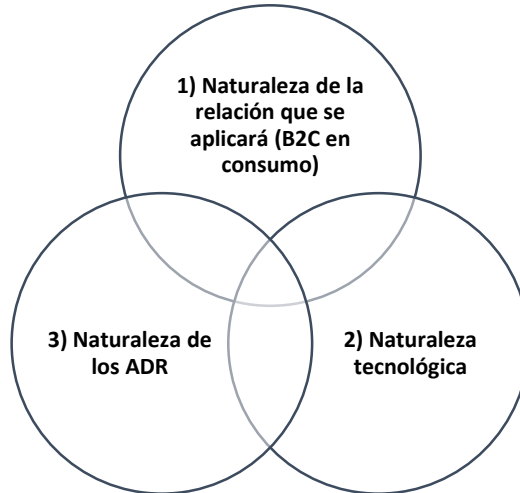 1) Naturaleza de la
relación que se
aplicará (B2C en
consumo)
3) Naturaleza de
los ADR
2) Naturaleza
tecnológica